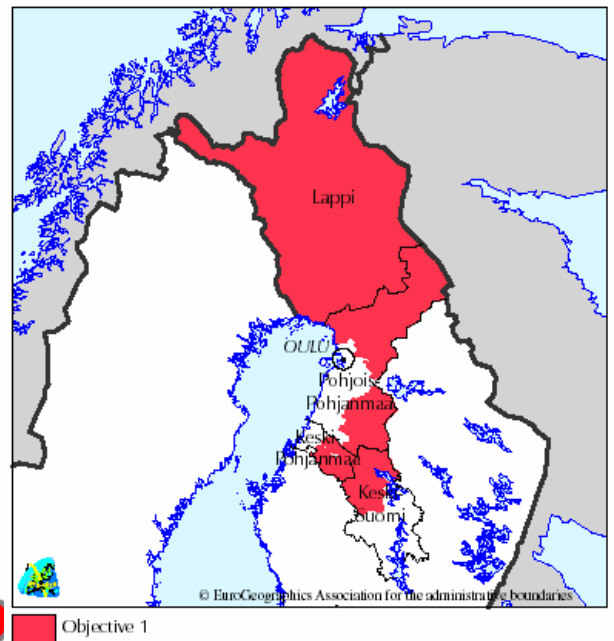 Lappi
OULU
Pohjois-
Pohjanmaa
Keski-
Pohjanmaa
Keski-
Suomi
© EuroGeographics Association for the administrative boundaries
Objective 1